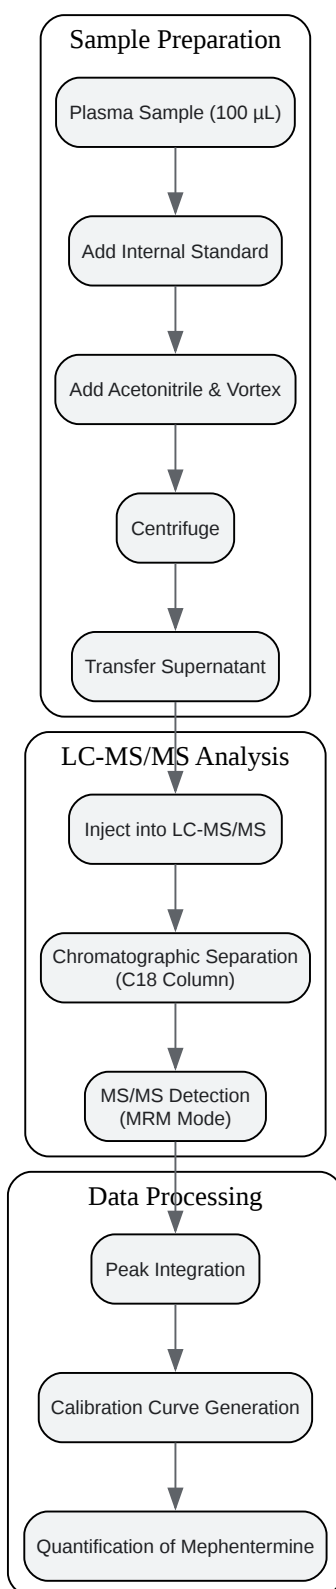 Sample Preparation
Plasma Sample (100 µL)
Add Internal Standard
Add Acetonitrile & Vortex
Centrifuge
Transfer Supernatant
LC-MS/MS Analysis
Inject into LC-MS/MS
Chromatographic Separation
(C18 Column)
MS/MS Detection
(MRM Mode)
Data Processing
Peak Integration
Calibration Curve Generation
Quantification of Mephentermine